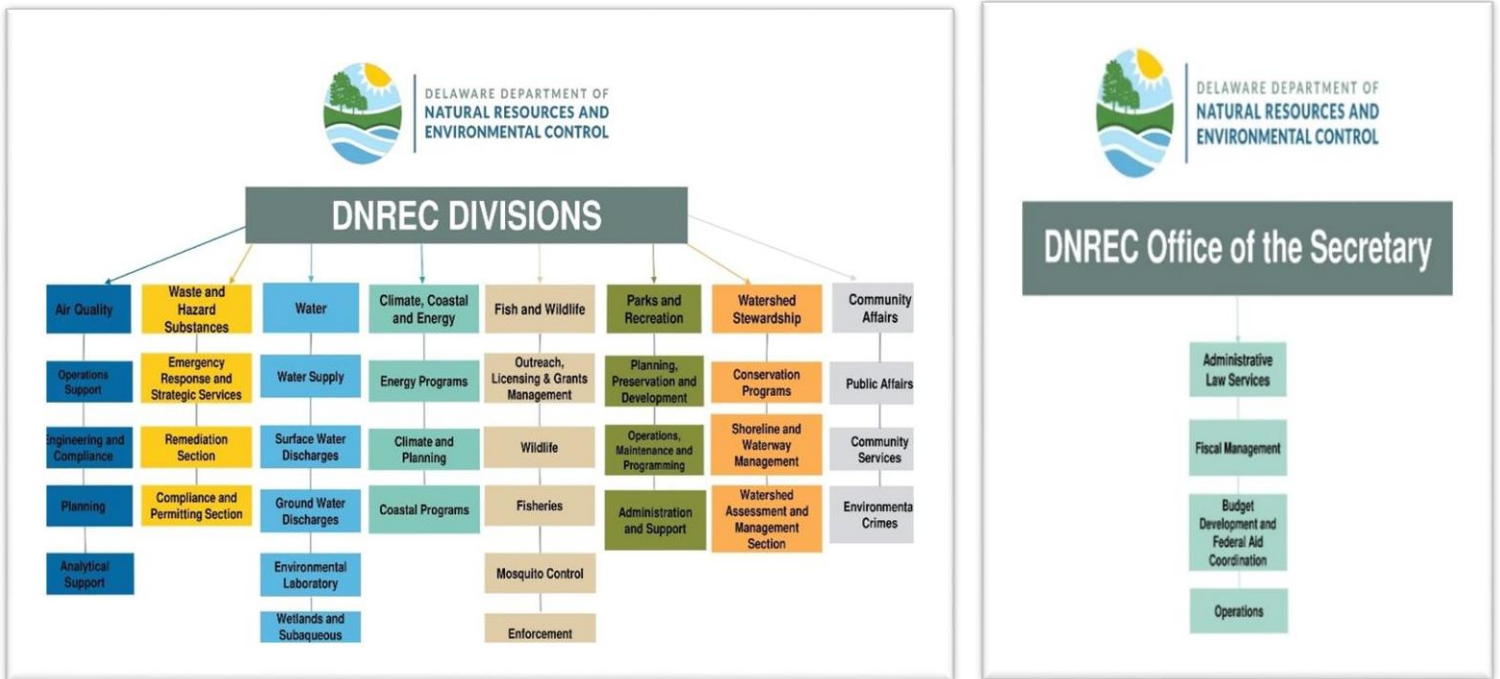 DELAWARE DEPARTMENT OF
NATURAL RESOURCES AND
ENVIRONMENTAL CONTROL
DNREC DIVISIONS
Air Quality
Operations
Support
Engineering and
Compliance
Planning
Analytical
Support
Waste and
Hazard
Substances
Emergency
Response and
Strategic Services
Remediation
Section
Compliance and
Permitting Section
Water
Water Supply
Surface Water
Discharges
Ground Water
Discharges
Environmental
Laboratory
Wetlands and
Subaqueous
Climate, Coastal
and Energy
Energy Programs
Climate and
Planning
Coastal Programs
Fish and Wildlife
Outreach,
Licensing & Grants
Management
Wildlife
Fisheries
Mosquito Control
Enforcement
Parks and
Recreation
Planning,
Preservation and
Development
Operations,
Maintenance and
Programming
Administration
and Support
Watershed
Stewardship
Conservation
Programs
Shoreline and
Waterway
Management
Watershed
Assessment and
Management
Section
Community
Affairs
Public Affairs
Community
Services
Environmenta
Crimes
DELAWARE DEPARTMENT OF
NATURAL RESOURCES AND
ENVIRONMENTAL CONTROL
DNREC Office of the Secretary
Administrative
Law Services
Fiscal Management
Budget
Development and
Federal Aid
Coordination
Operations